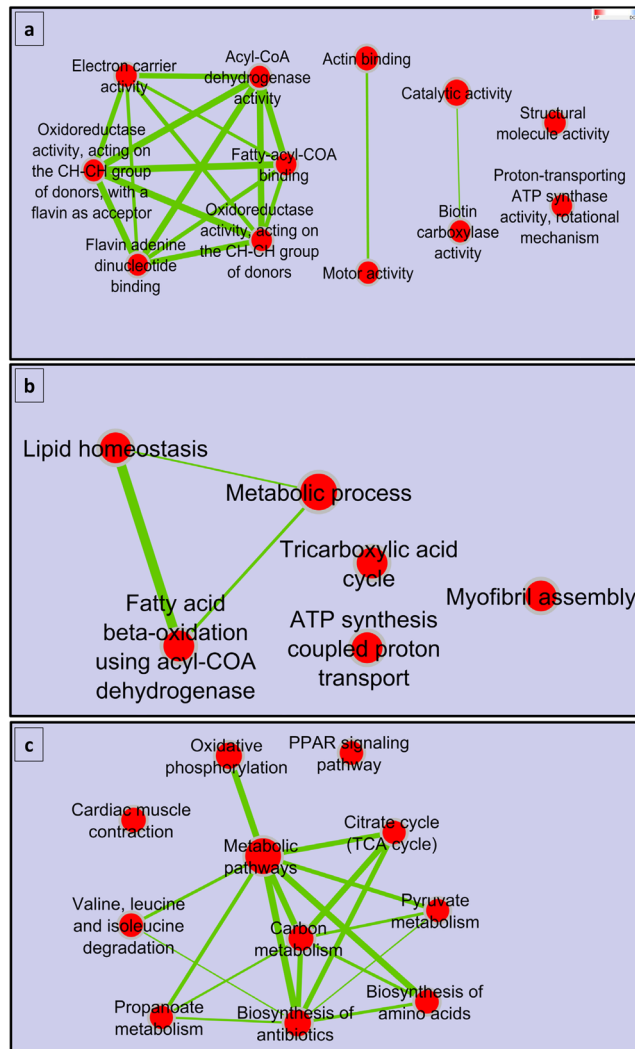 a
UP
Electron carrier
activity
Acyl-CoA
dehydrogenase
activity
Actin binding
Catalytic activity
Structural
molecule activity
Oxidoreductase
activity, acting on
the CH-CH group
of donors, with a
flavin as acceptor
Fatty-acyl-COA
binding
Proton-transporting
ATP synthase
activity, rotational
mechanism
Flavin adenine
dinucleotide
binding
Oxidoreductase
activity, acting on
the CH-CH group
of donors
Motor activity
Biotin
carboxylase
activity
b
Lipid homeostasis
Metabolic process
Tricarboxylic acid
cycle
Myofibril assembly
Fatty acid
beta-oxidation
using acyl-COA
dehydrogenase
ATP synthesis
coupled proton
transport
c
Oxidative
phosphorylation
PPAR signaling
pathway
Cardiac muscle
contraction
Metabolic
pathways
Citrate cycle
(TCA cycle)
Valine, leucine
and isoleucine
degradation
Carbon
metabolism
Pyruvate
metabolism
Propanoate
metabolism
Biosynthesis of
antibiotics
Biosynthesis of
amino acids